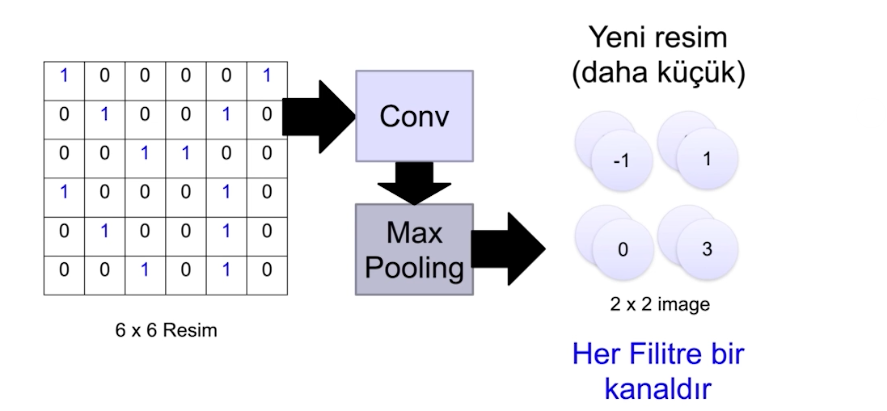 1 0 0 0 0 1
0 1 0 0 1 0
0 0 1 1 0 0
1 0 0 0 1 0
0 1 0 0 1 0
0 0 1 0 1 0
6 x 6 Resim
Conv
Max
Pooling
Yeni resim
(daha küçük)
-1 1
0 3
2 x 2 image
Her Filitre bir
kanaldır